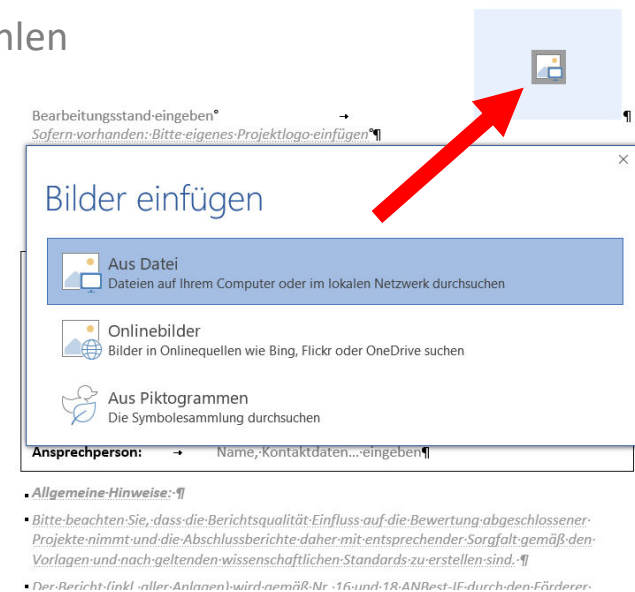 hlen
Bearbeitungsstand·eingeben° → ¶
Sofern·vorhanden:·Bitte·eigenes·Projektlogo·einfügen°¶
Bilder einfügen
Aus Datei
Dateien auf Ihrem Computer oder im lokalen Netzwerk durchsuchen
Onlinebilder
Bilder in Onlinequellen wie Bing, Flickr oder OneDrive suchen
Aus Piktogrammen
Die Symbolesammlung durchsuchen
Ansprechperson: → Name,·Kontaktdaten…·eingeben¶
Allgemeine·Hinweise:·¶
Bitte·beachten·Sie,·dass·die·Berichtsqualität·Einfluss·auf·die·Bewertung·abgeschlossener·
Projekte·nimmt·und·die·Abschlussberichte·daher·mit·entsprechender·Sorgfalt·gemäß·den·
Vorlagen·und·nach·geltenden·wissenschaftlichen·Standards·zu·erstellen·sind.·¶
Der·Bericht·(inkl.·aller·Anlagen)·wird·gemäß·Nr.·16·und·18·ANBest-IF·durch·den·Förderer·